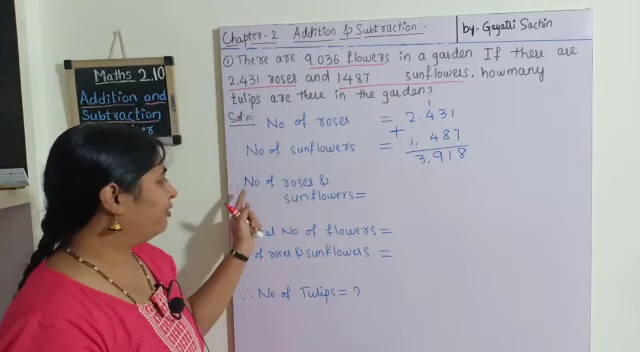 Chapter-2 Addition & Subtraction:-
by:- Gayatri Sachin
① There are 9,036 flowers in a garden If there are
2,431 roses and 1487 sunflowers, howmany
tulips are there in the garden?
Maths 2.10
Addition and
Subtraction
Soln:
1
No of roses = 2.431
+
No of sunflowers = 1. 487
3.918
∴ No of roses &
sunflowers=
No of flowers =
of roses & sunflowers =
∴ No of Tulips = ?